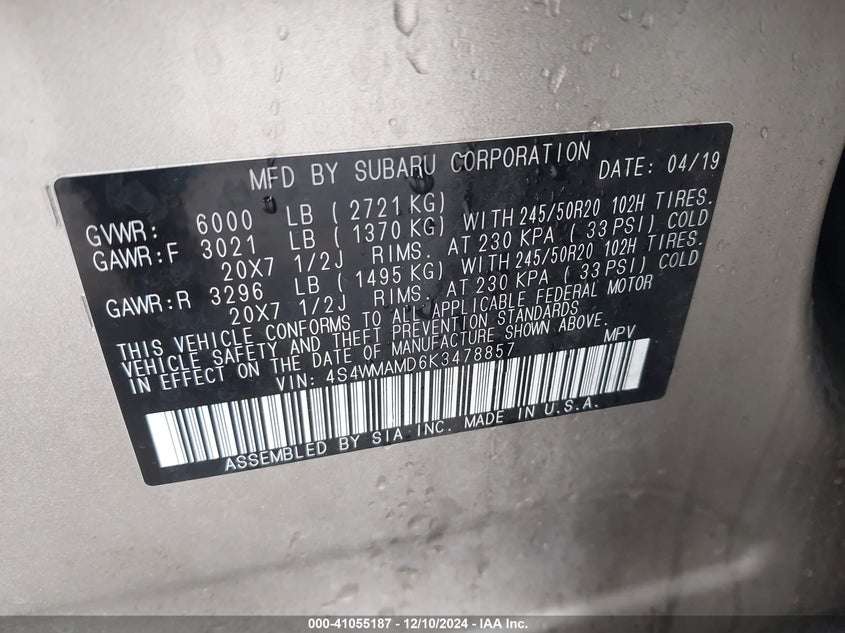 MFD BY SUBARU CORPORATION DATE: 04/19
GVWR: 6000 LB ( 2721 KG)
GAWR:F 3021 LB ( 1370 KG) WITH 245/50R20 102H TIRES.
20X7 1/2J RIMS. AT 230 KPA ( 33 PSI) COLD
GAWR:R 3296 LB ( 1495 KG) WITH 245/50R20 102H TIRES.
20X7 1/2J RIMS. AT 230 KPA ( 33 PSI) COLD
THIS VEHICLE CONFORMS TO ALL APPLICABLE FEDERAL MOTOR
VEHICLE SAFETY AND THEFT PREVENTION STANDARDS
IN EFFECT ON THE DATE OF MANUFACTURE SHOWN ABOVE.
VIN: 4S4WMAMD6K3478857 MPV
ASSEMBLED BY SIA INC. MADE IN U.S.A.
000-41055187 - 12/10/2024 - IAA Inc.